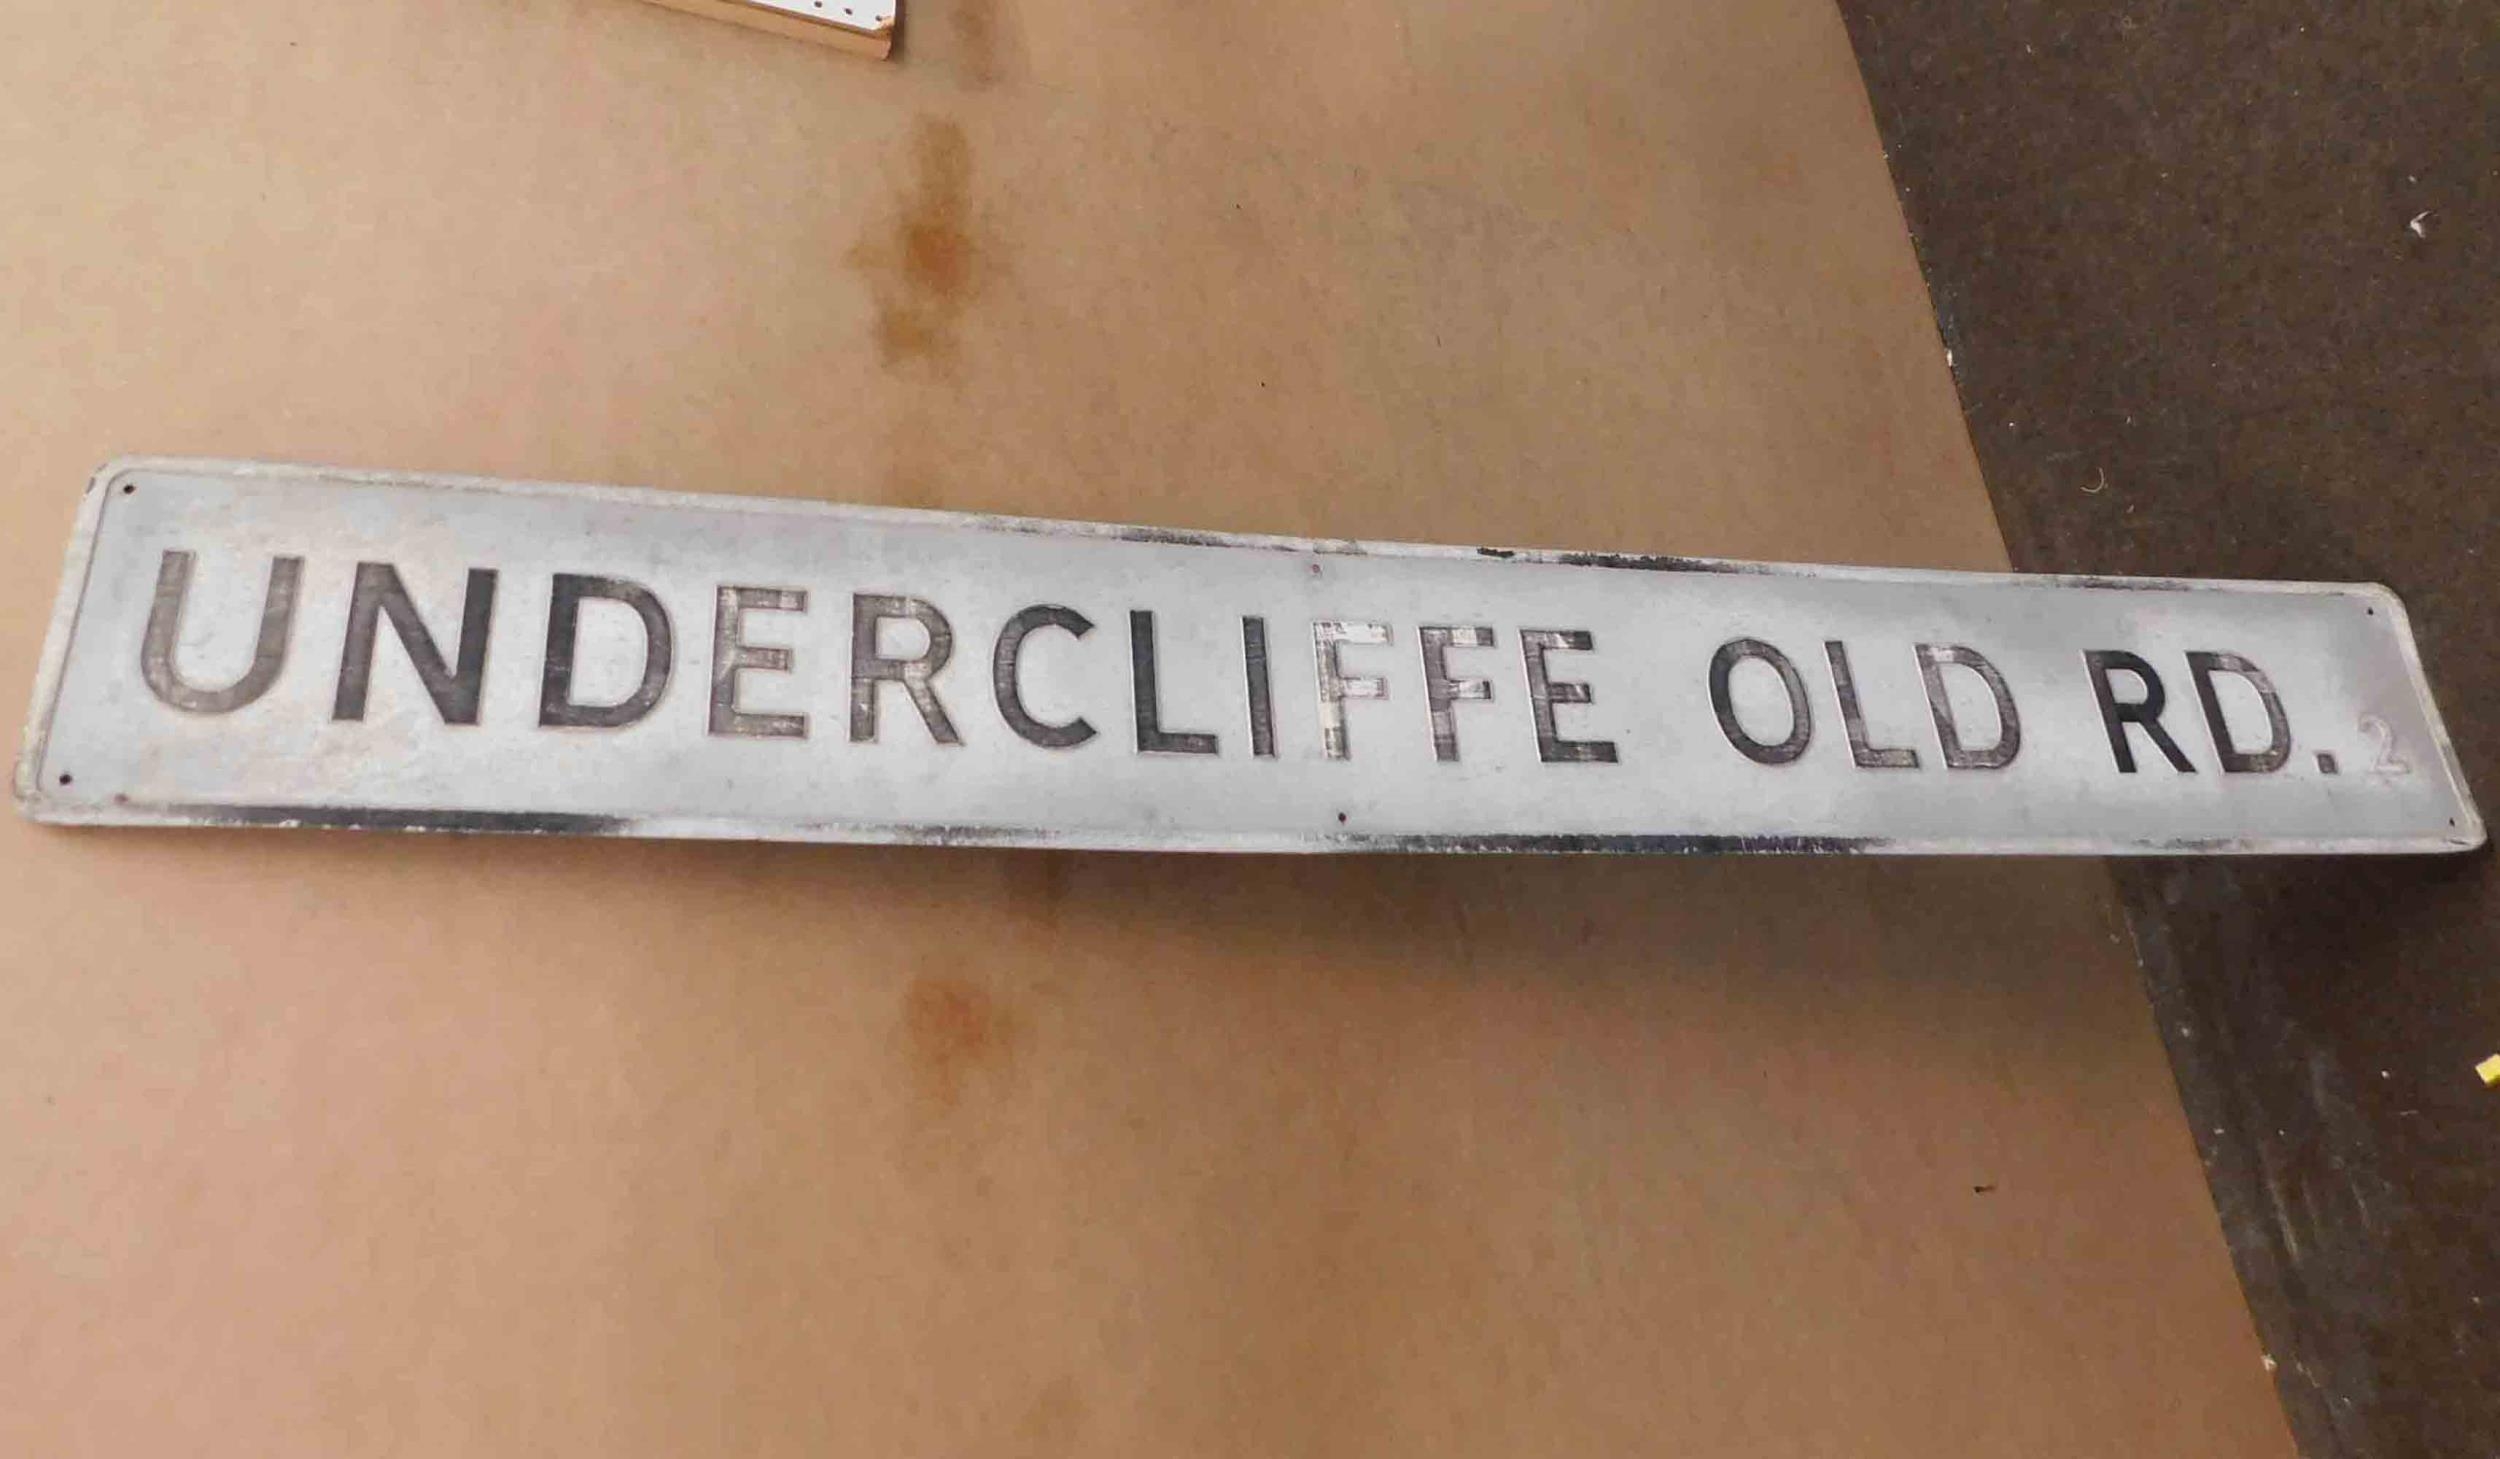 UNDERCLIFFE OLD RD. 2